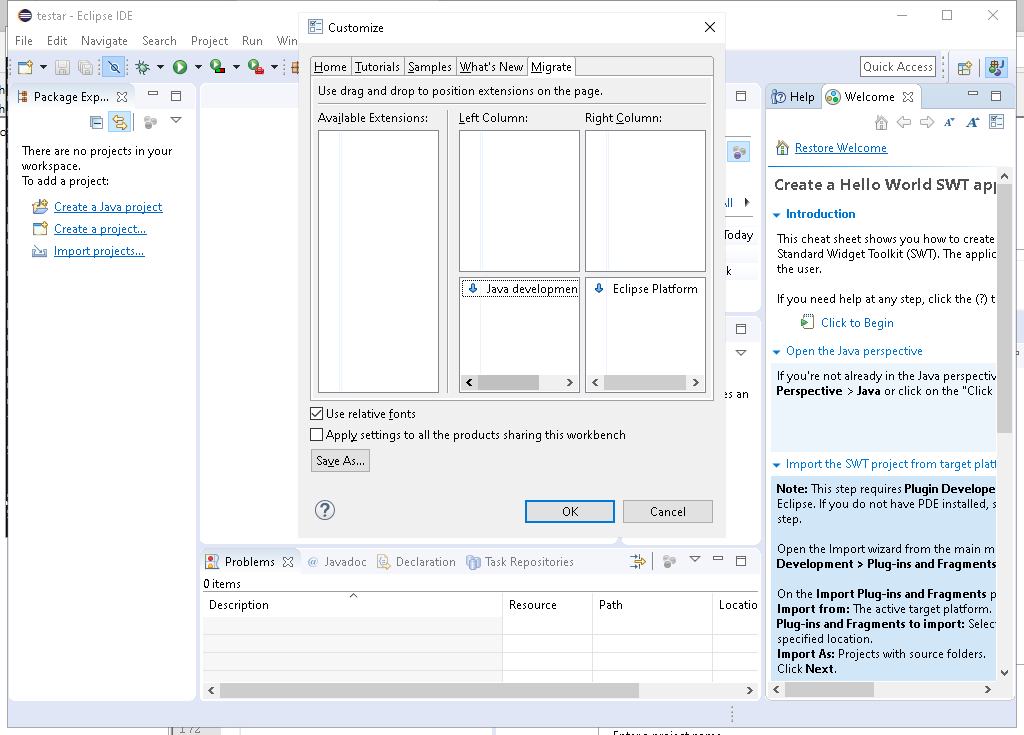 testar - Eclipse IDE
File Edit Navigate Search Project Run Win
Quick Access
Package Exp...
There are no projects in your
workspace.
To add a project:
Create a Java project
Create a project...
Import projects...
Customize
Home Tutorials Samples What's New Migrate
Use drag and drop to position extensions on the page.
Available Extensions: Left Column: Right Column:
Java developmen
Eclipse Platform
Use relative fonts
Apply settings to all the products sharing this workbench
Save As...
OK Cancel
Today
es an
Help Welcome
Restore Welcome
Create a Hello World SWT app
Introduction
This cheat sheet shows you how to create
Standard Widget Toolkit (SWT). The applic
the user.
If you need help at any step, click the (?) t
Click to Begin
Open the Java perspective
If you're not already in the Java perspectiv
Perspective > Java or click on the "Click
Import the SWT project from target platf
Note: This step requires Plugin Develope
Eclipse. If you do not have PDE installed, s
step.
Open the Import wizard from the main m
Development > Plug-ins and Fragments
On the Import Plug-ins and Fragments p
Import from: The active target platform.
Plug-ins and Fragments to import: Selec
specified location.
Import As: Projects with source folders.
Click Next.
Problems @ Javadoc Declaration Task Repositories
0 items
Description Resource Path Locatio
172